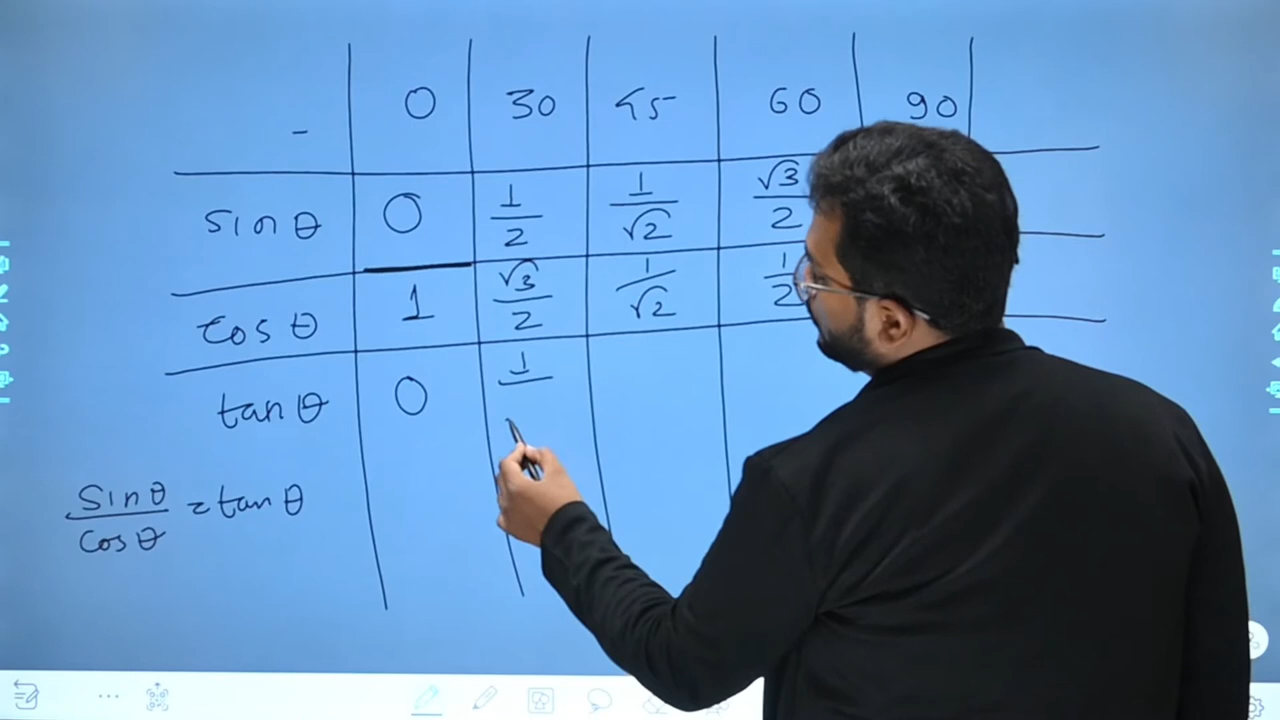 - 0 30 45 60 90
sin θ 0 1/2 1/√2 √3/2
cos θ 1 √3/2 1/√2 1/2
tan θ 0 1/
sin θ/cos θ = tan θ